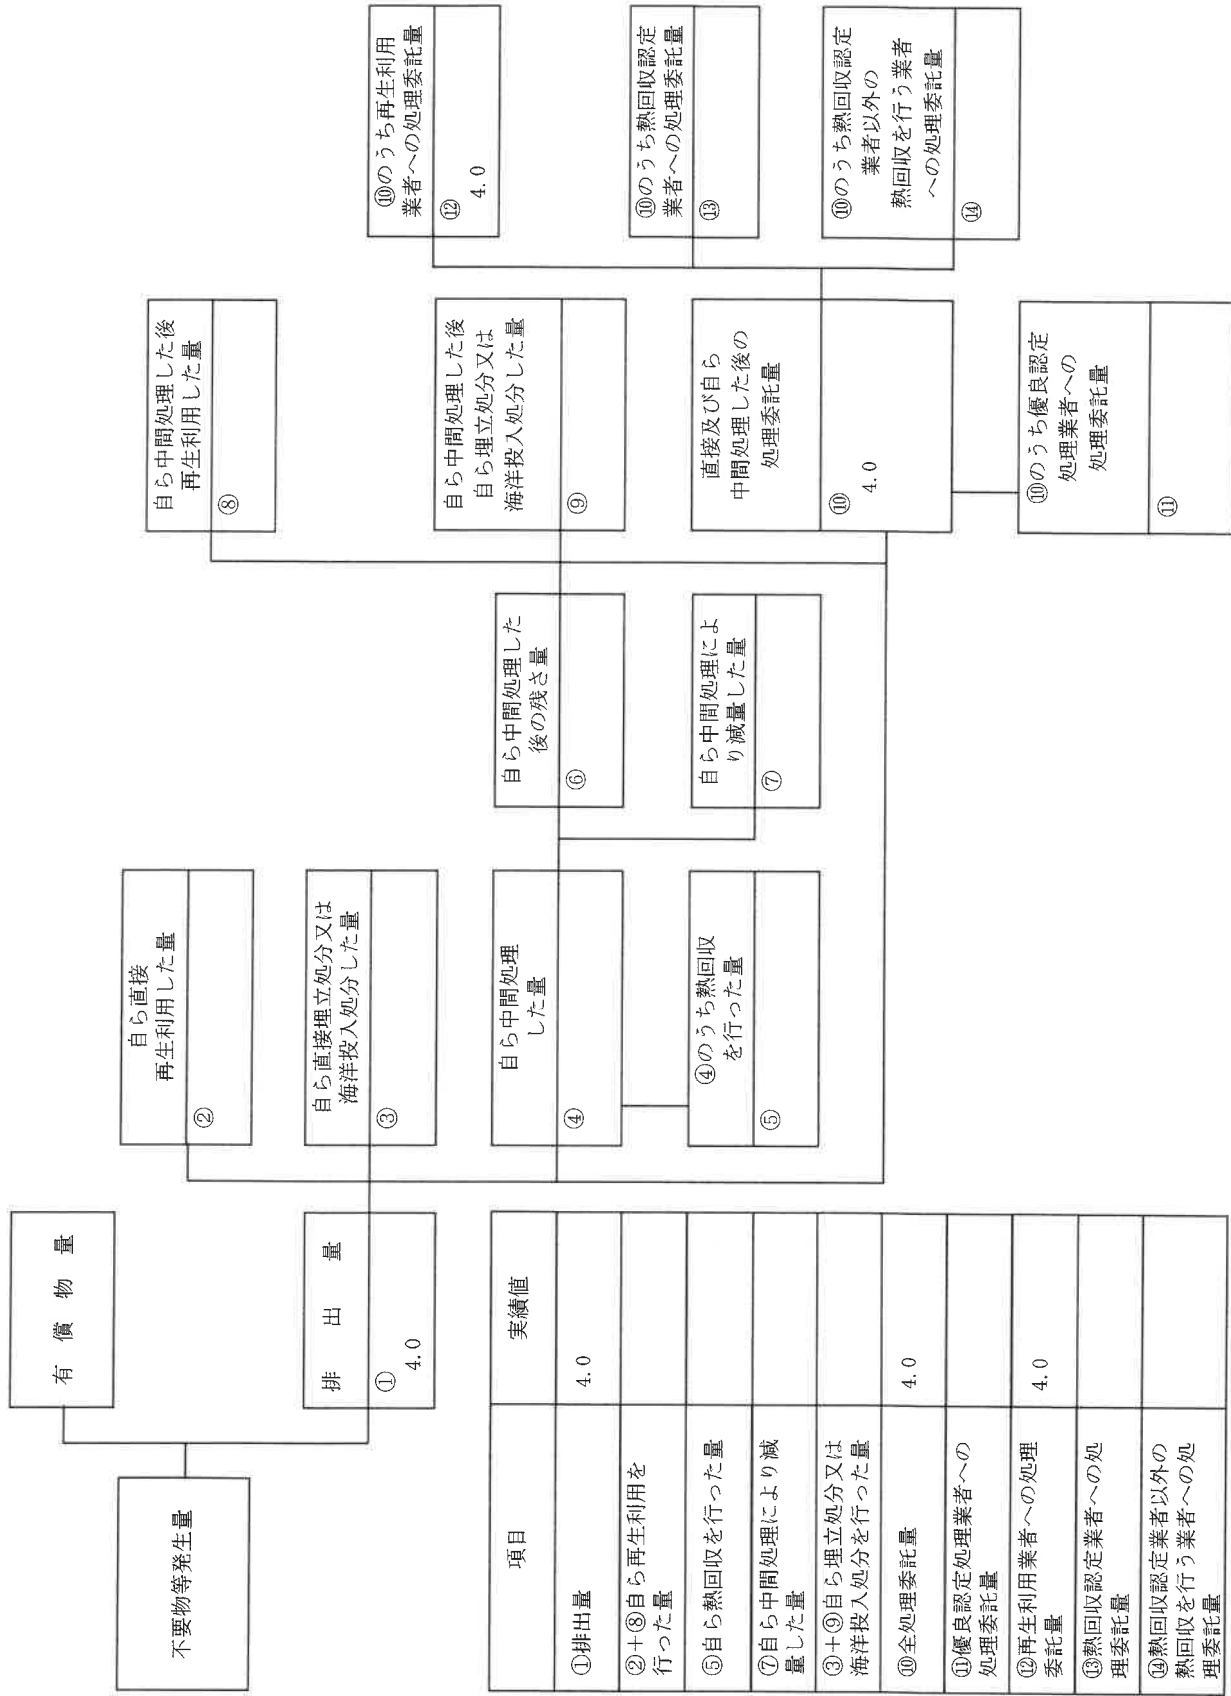 不要物等発生量
有償物量
排出量
①
4.0
自ら直接
再生利用した量
②
自ら直接埋立処分又は
海洋投入処分した量
③
自ら中間処理
した量
④
④のうち熱回収
を行った量
⑤
自ら中間処理した
後の残さ量
⑥
自ら中間処理によ
り減量した量
⑦
自ら中間処理した後
再生利用した量
⑧
自ら中間処理した後
自ら埋立処分又は
海洋投入処分した量
⑨
直接及び自ら
中間処理した後の
処理委託量
⑩
4.0
⑩のうち優良認定
処理業者への
処理委託量
⑪
⑩のうち再生利用
業者への処理委託量
⑫
4.0
⑩のうち熱回収認定
業者への処理委託量
⑬
⑩のうち熱回収認定
業者以外の
熱回収を行う業者
への処理委託量
⑭
項目 実績値
①排出量 4.0
②+⑧自ら再生利用を
行った量
⑤自ら熱回収を行った量
⑦自ら中間処理により減
量した量
③+⑨自ら埋立処分又は
海洋投入処分を行った量
⑩全処理委託量 4.0
⑪優良認定処理業者への
処理委託量
⑫再生利用業者への処理
委託量 4.0
⑬熱回収認定業者への処
理委託量
⑭熱回収認定業者以外の
熱回収を行う業者への処
理委託量